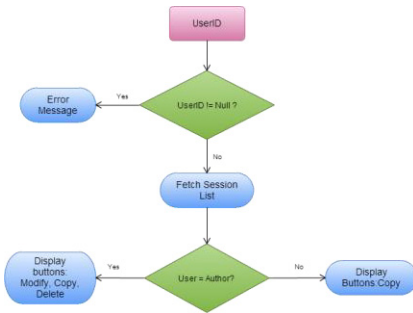 UserID
Yes
Error
Message
UserID != Null ?
No
Fetch Session
List
Display
buttons:
Modify, Copy,
Delete
Yes
User = Author?
No
Display
Buttons:Copy